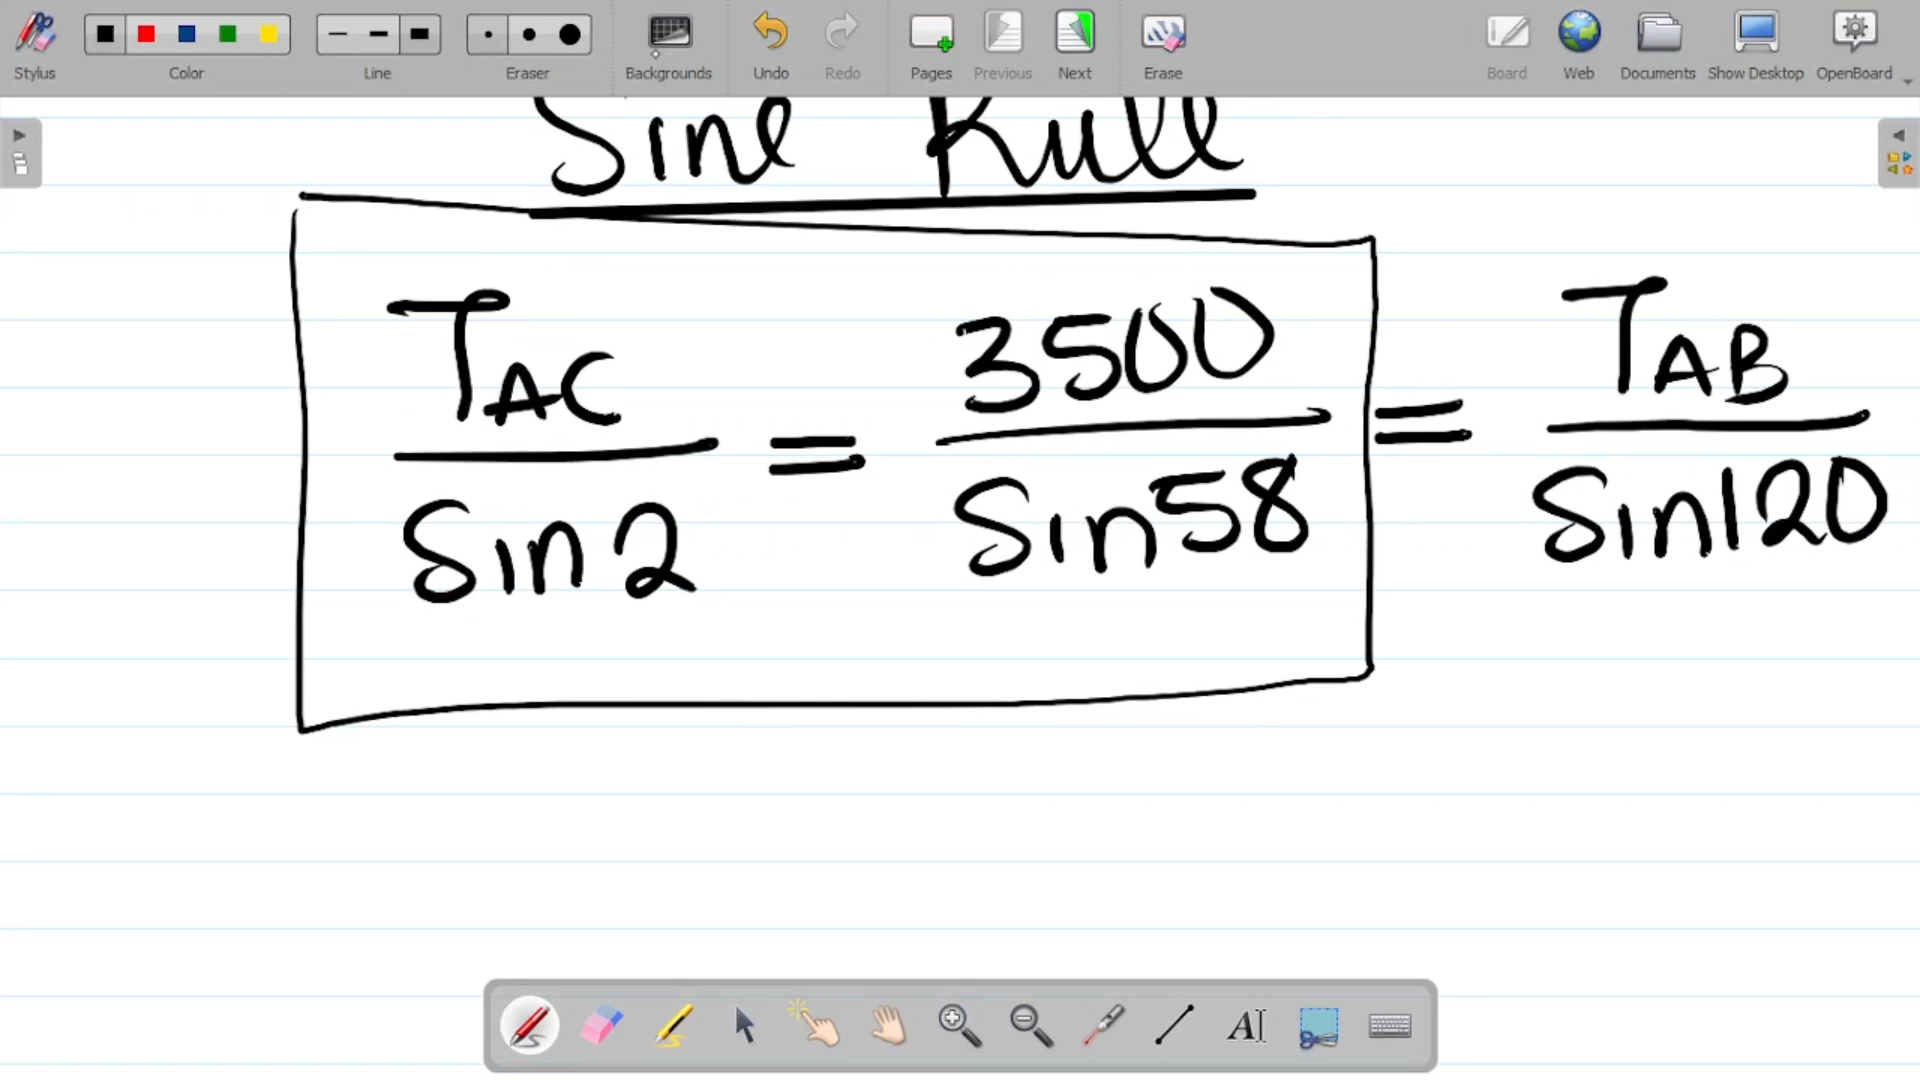 Stylus Color Line Eraser Backgrounds Undo Redo Pages Previous Next Erase Board Web Documents Show Desktop OpenBoard
Sine Rule
TAC 3500 TAB
= =
Sin2 Sin58 Sin120